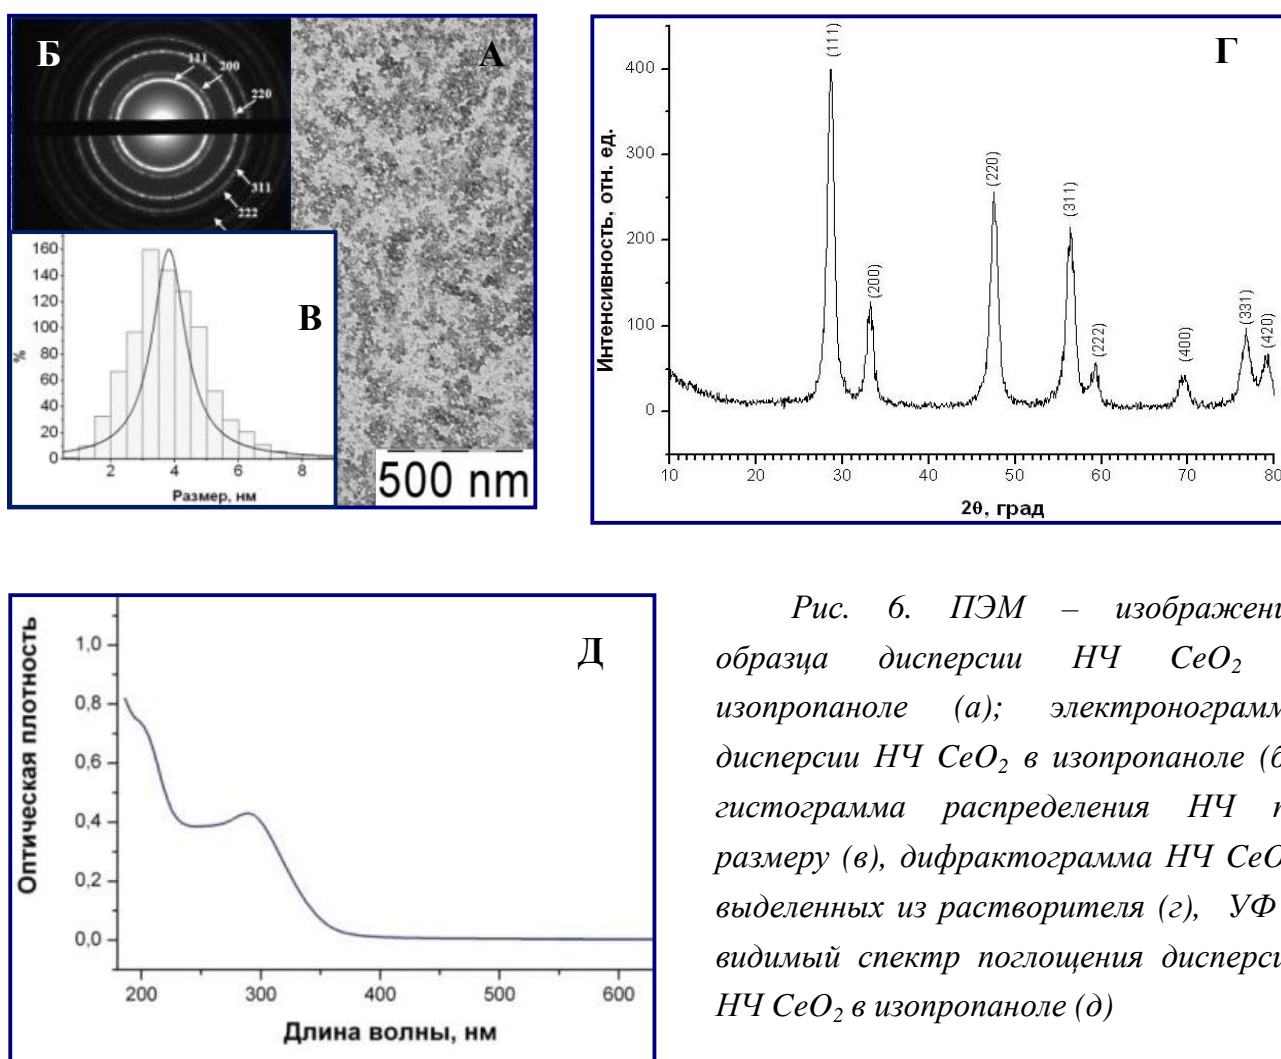 Б
111
200
220
311
222
А
500 nm
В
160
140
120
100
80
60
40
20
0
%
2
4
6
8
Размер, нм
Г
Интенсивность, отн. ед.
400
300
200
100
0
(111)
(200)
(220)
(311)
(222)
(400)
(331)
(420)
10
20
30
40
50
60
70
80
2θ, град
Д
Оптическая плотность
1,0
0,8
0,6
0,4
0,2
0,0
200
300
400
500
600
Длина волны, нм
Рис. 6. ПЭМ – изображени
образца дисперсии НЧ CeO2
изопропаноле (а); электронограмм
дисперсии НЧ CeO2 в изопропаноле (б
гистограмма распределения НЧ п
размеру (в), дифрактограмма НЧ CeO
выделенных из растворителя (г), УФ
видимый спектр поглощения дисперси
НЧ CeO2 в изопропаноле (д)